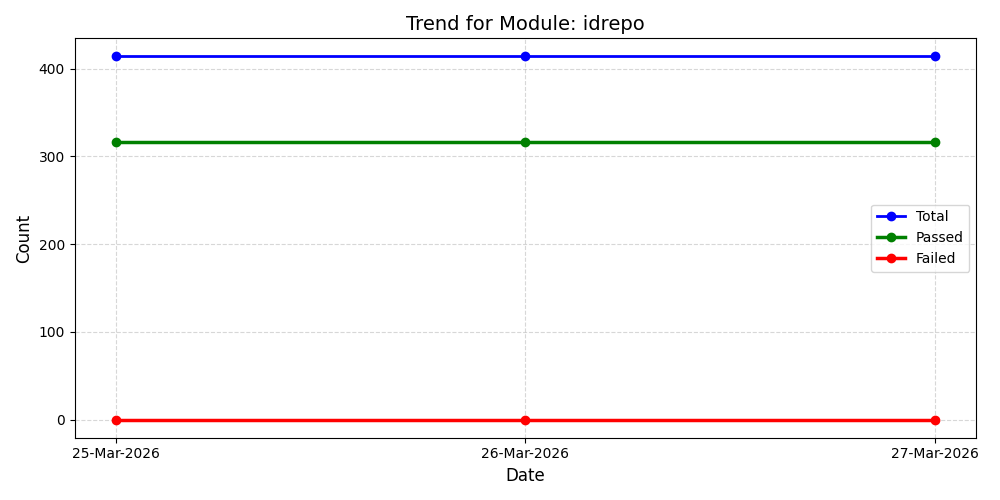 Trend for Module: idrepo
400
300
200
100
0
Count
Total
Passed
Failed
25-Mar-2026
26-Mar-2026
27-Mar-2026
Date